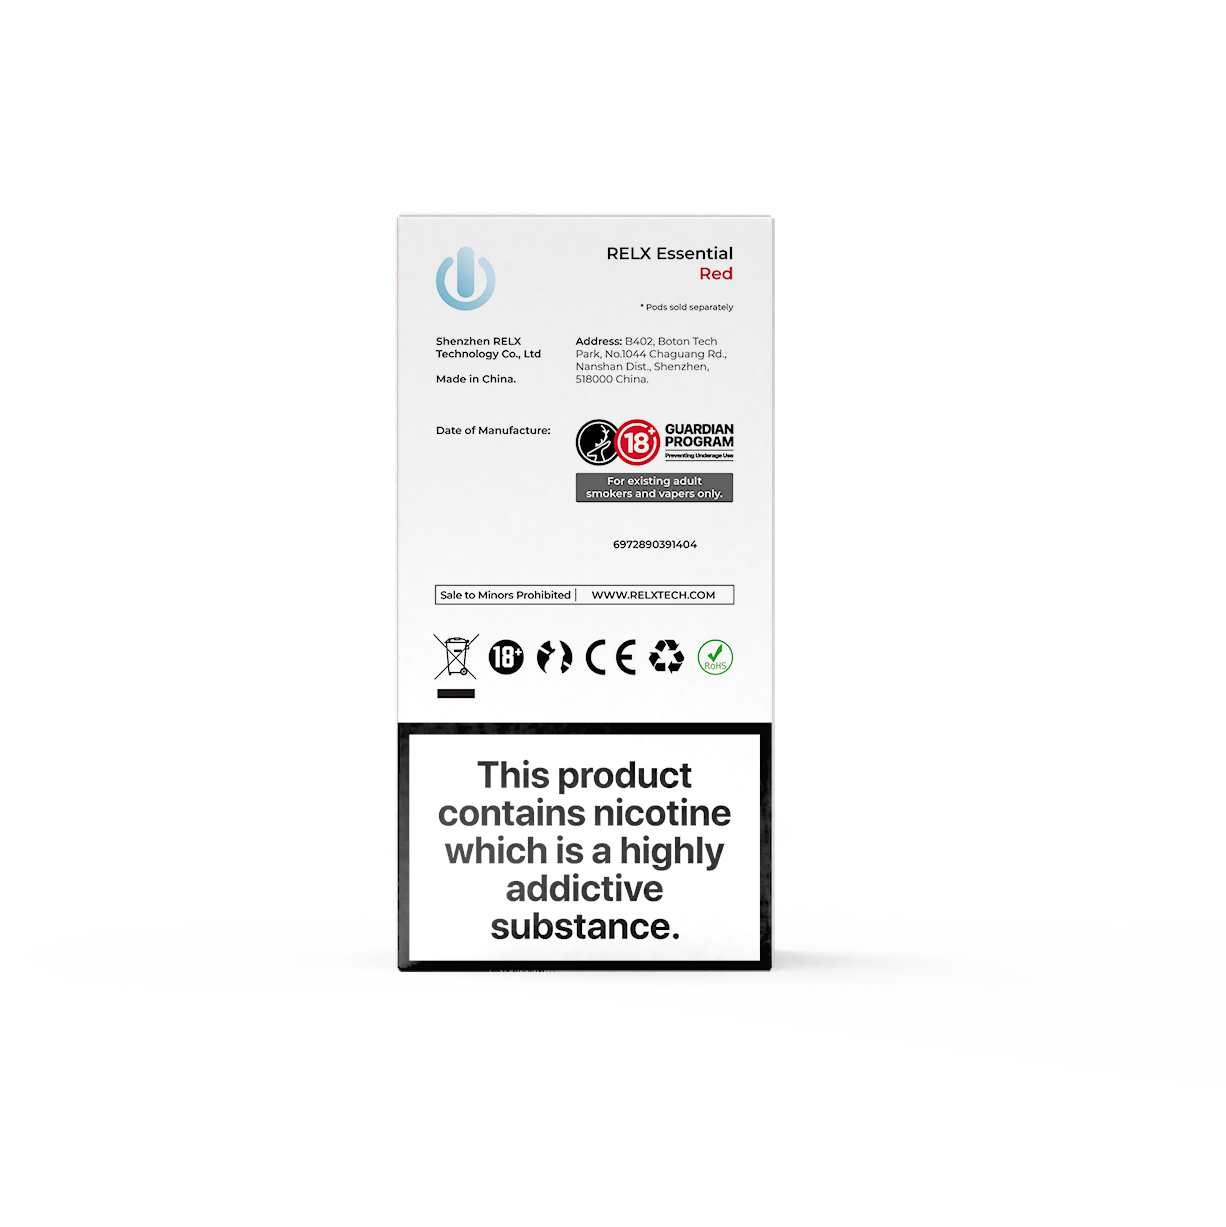 RELX Essential
Red
* Pods sold separately
Shenzhen RELX
Technology Co., Ltd
Made in China.
Address: B402, Boton Tech
Park, No.1044 Chaguang Rd.,
Nanshan Dist., Shenzhen,
518000 China.
Date of Manufacture:
18+
GUARDIAN
PROGRAM
Preventing Underage Use
For existing adult
smokers and vapers only.
6972890391404
Sale to Minors Prohibited | WWW.RELXTECH.COM
18+ CE RoHS
This product
contains nicotine
which is a highly
addictive
substance.